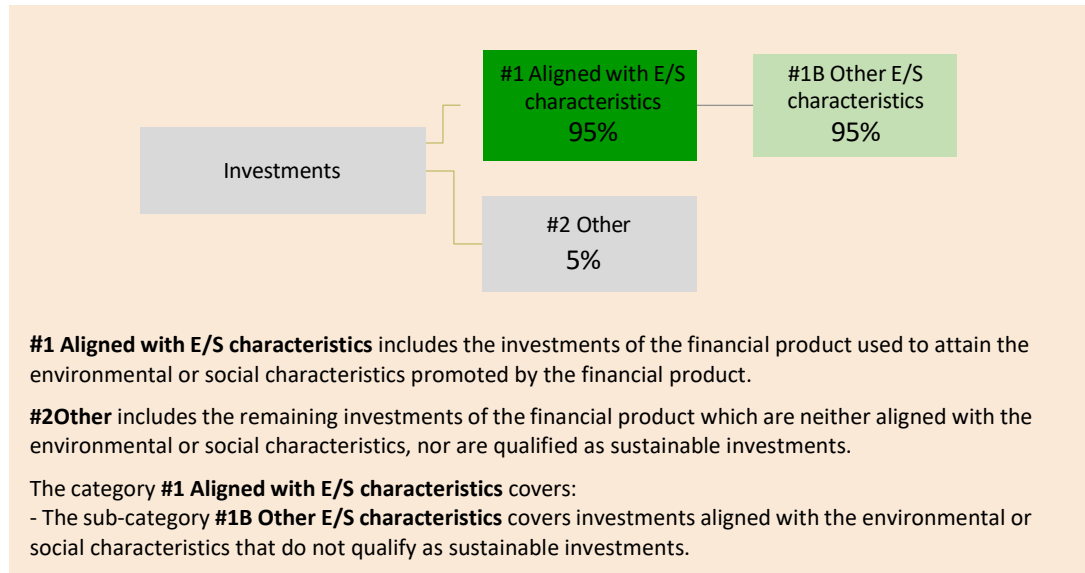 #1 Aligned with E/S
characteristics
95%
#1B Other E/S
characteristics
95%
Investments
#2 Other
5%
#1 Aligned with E/S characteristics includes the investments of the financial product used to attain the
environmental or social characteristics promoted by the financial product.
#2Other includes the remaining investments of the financial product which are neither aligned with the
environmental or social characteristics, nor are qualified as sustainable investments.
The category #1 Aligned with E/S characteristics covers:
- The sub-category #1B Other E/S characteristics covers investments aligned with the environmental or
social characteristics that do not qualify as sustainable investments.